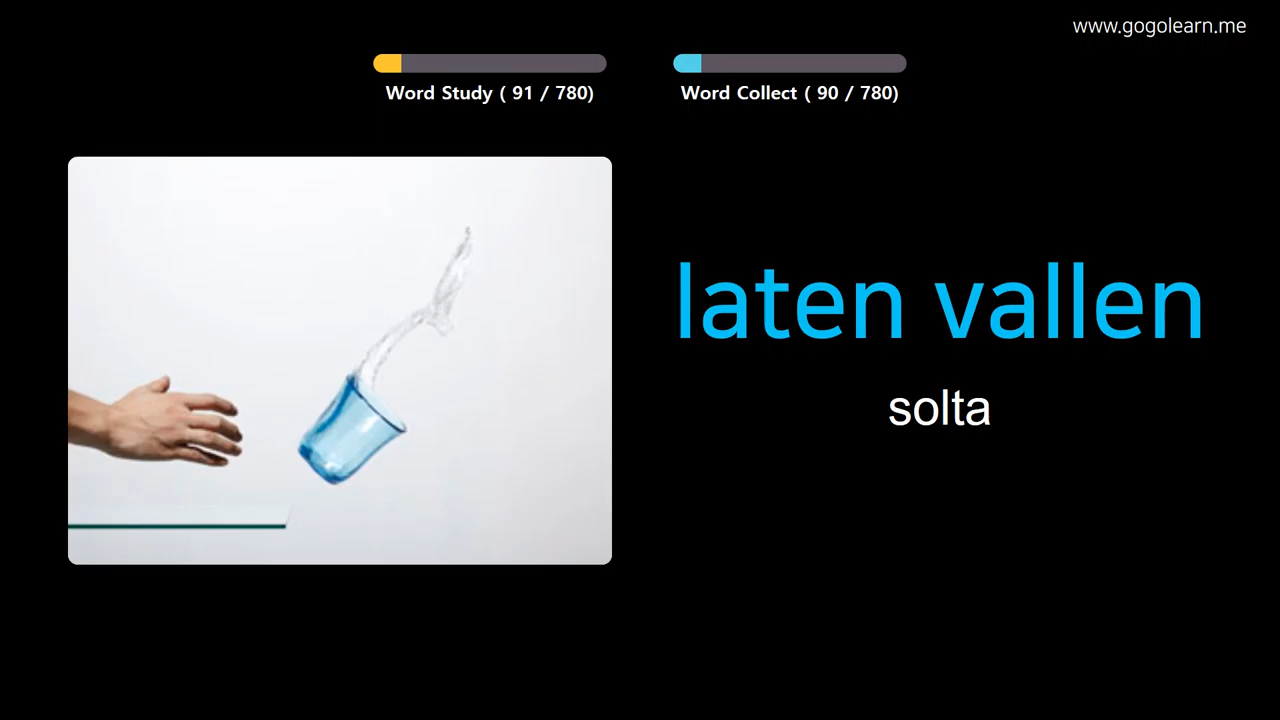 www.gogolearn.me
Word Study ( 91 / 780)
Word Collect ( 90 / 780)
laten vallen
solta